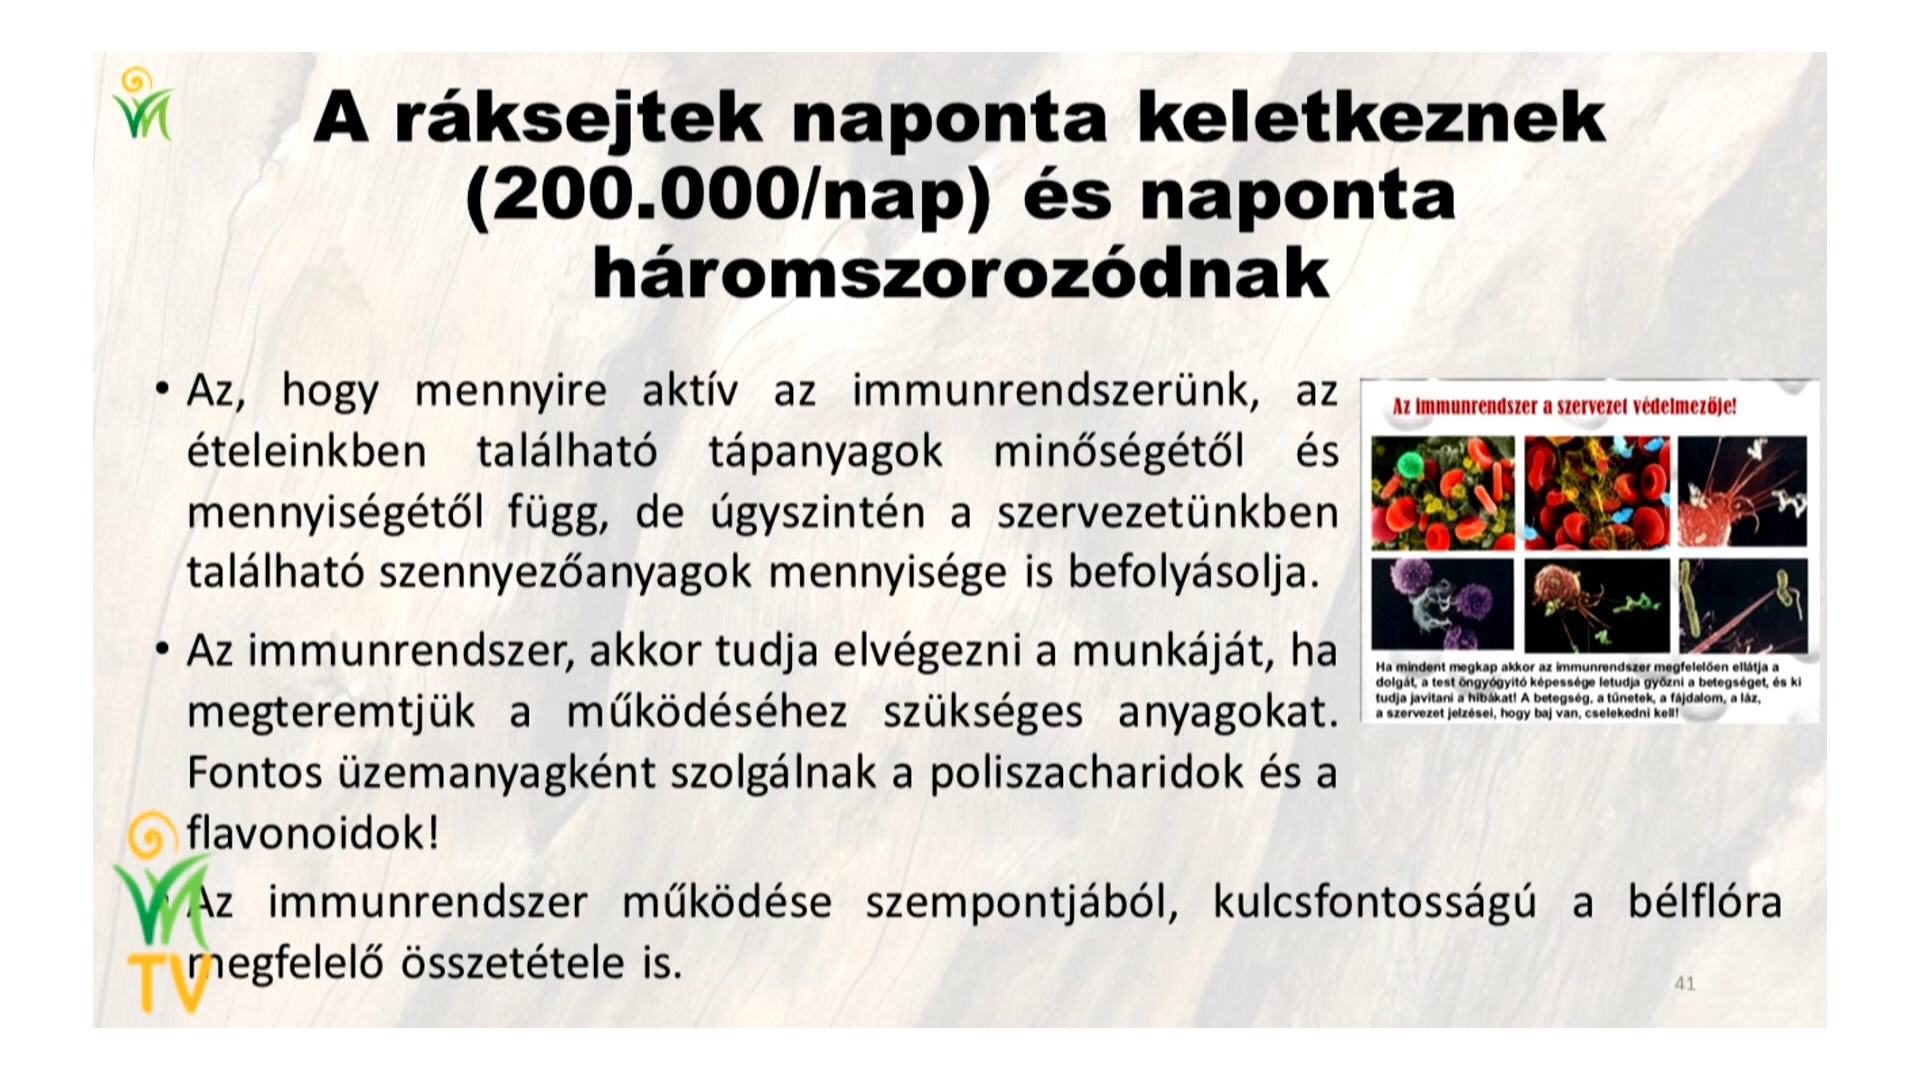 A ráksejtek naponta keletkeznek
(200.000/nap) és naponta
háromszorozódnak
• Az, hogy mennyire aktív az immunrendszerünk, az
ételeinkben található tápanyagok minőségétől és
mennyiségétől függ, de úgyszintén a szervezetünkben
található szennyezőanyagok mennyisége is befolyásolja.
• Az immunrendszer, akkor tudja elvégezni a munkáját, ha
megteremtjük a működéséhez szükséges anyagokat.
Fontos üzemanyagként szolgálnak a poliszacharidok és a
flavonoidok!
Az immunrendszer működése szempontjából, kulcsfontosságú a bélflóra
megfelelő összetétele is.
Az immunrendszer a szervezet védelmezője!
Ha mindent megkap akkor az immunrendszer megfelelően ellátja a
dolgát, a test öngyógyító képessége letudja győzni a betegséget, és ki
tudja javítani a hibákat! A betegség, a tünetek, a fájdalom, a láz,
a szervezet jelzései, hogy baj van, cselekedni kell!
TV
41